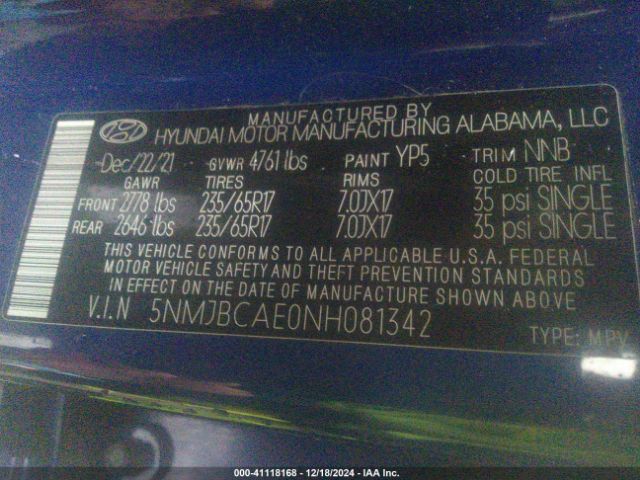 MANUFACTURED BY
HYUNDAI MOTOR MANUFACTURING ALABAMA, LLC
Dec/22/21 GVWR 4761 lbs PAINT YP5 TRIM NNB
GAWR TIRES RIMS COLD TIRE INFL
FRONT 2778 lbs 235/65R17 7.0JX17 35 psi SINGLE
REAR 2646 lbs 235/65R17 7.0JX17 35 psi SINGLE
THIS VEHICLE CONFORMS TO ALL APPLICABLE U.S.A. FEDERAL
MOTOR VEHICLE SAFETY AND THEFT PREVENTION STANDARDS
IN EFFECT ON THE DATE OF MANUFACTURE SHOWN ABOVE.
V.I.N 5NMJBCAE0NH081342
TYPE: MPV
000-41118168 - 12/18/2024 - IAA Inc.